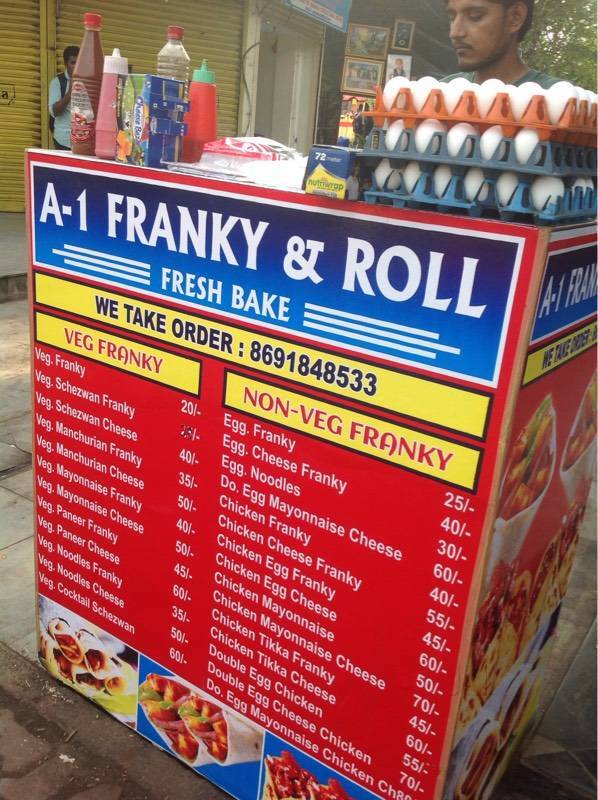 72 meter
nutriwrap
A-1 FRANKY & ROLL
FRESH BAKE
WE TAKE ORDER : 8691848533
VEG FRANKY
Veg. Franky 20/-
Veg. Schezwan Franky
Veg. Schezwan Cheese 40/-
Veg. Manchurian Franky 35/-
Veg. Manchurian Cheese 50/-
Veg. Mayonnaise Franky 40/-
Veg. Mayonnaise Cheese 50/-
Veg. Paneer Franky 45/-
Veg. Paneer Cheese 60/-
Veg. Noodles Franky 35/-
Veg. Noodles Cheese 50/-
Veg. Cocktail Schezwan 60/-
NON-VEG FRANKY
Egg. Franky 25/-
Egg. Cheese Franky 40/-
Egg. Noodles 30/-
Do. Egg Mayonnaise Cheese 60/-
Chicken Franky 40/-
Chicken Cheese Franky 55/-
Chicken Egg Franky 45/-
Chicken Egg Cheese 60/-
Chicken Mayonnaise 50/-
Chicken Mayonnaise Cheese 70/-
Chicken Tikka Franky 45/-
Chicken Tikka Cheese 60/-
Double Egg Chicken 55/-
Double Egg Cheese Chicken 70/-
Do. Egg Mayonnaise Chicken
A-1 FRAN
WE TAKE ORDER :